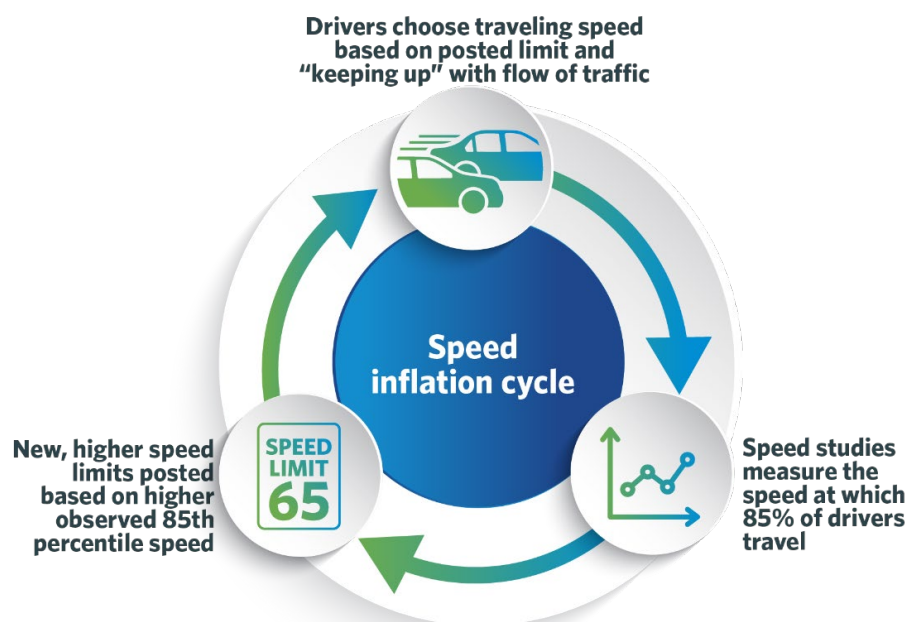 Drivers choose traveling speed
based on posted limit and
“keeping up” with flow of traffic
Speed
inflation cycle
Speed studies
measure the
speed at which
85% of drivers
travel
New, higher speed
limits posted
based on higher
observed 85th
percentile speed
SPEED
LIMIT
65